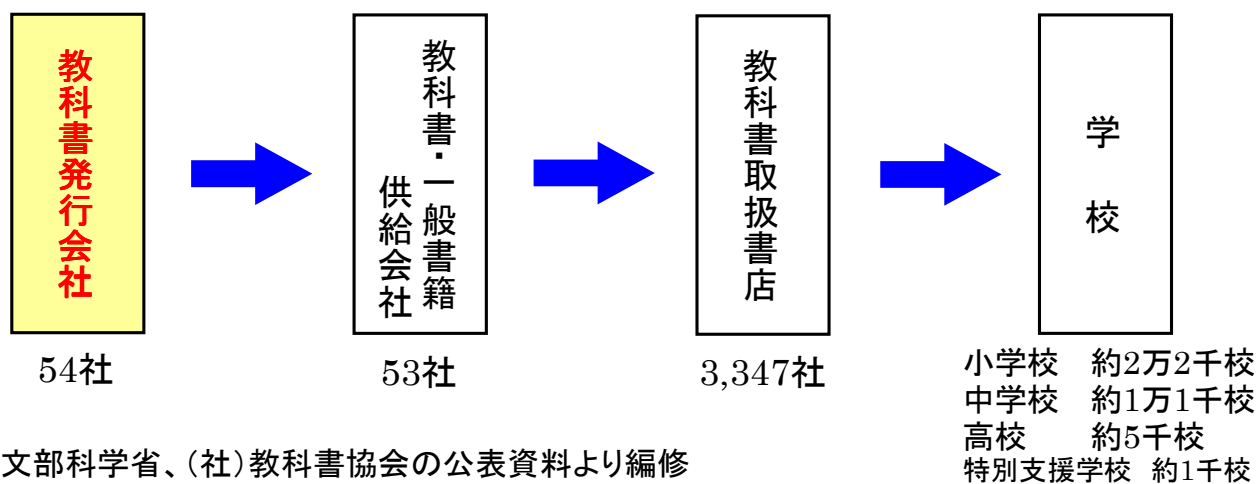 教科書発行会社
教科書・一般書籍
供給会社
教科書取扱書店
学校
54社
53社
3,347社
小学校　約2万2千校
中学校　約1万1千校
高校　　約5千校
特別支援学校　約1千校
文部科学省、(社)教科書協会の公表資料より編修